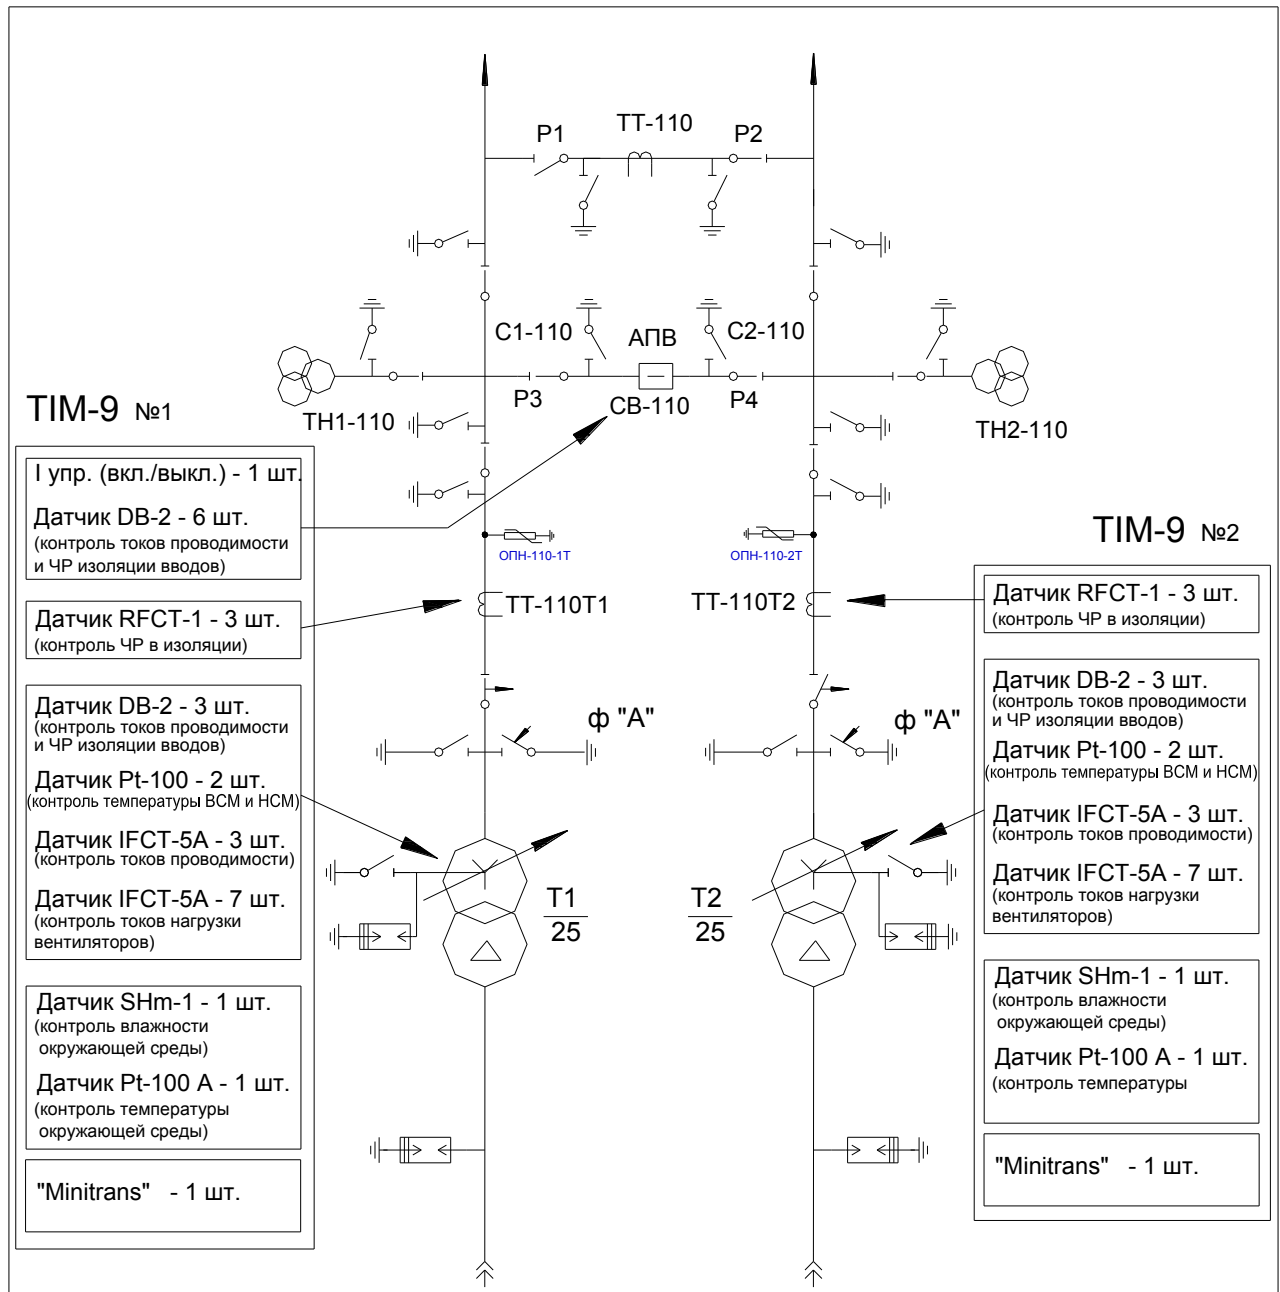 P1
ТТ-110
P2
С1-110
АПВ
С2-110
P3
СВ-110
P4
ТН1-110
ТН2-110
TIM-9 №1
I упр. (вкл./выкл.) - 1 шт.
Датчик DB-2 - 6 шт.
(контроль токов проводимости
и ЧР изоляции вводов)
Датчик RFCT-1 - 3 шт.
(контроль ЧР в изоляции)
Датчик DB-2 - 3 шт.
(контроль токов проводимости
и ЧР изоляции вводов)
Датчик Pt-100 - 2 шт.
(контроль температуры ВСМ и НСМ)
Датчик IFCT-5A - 3 шт.
(контроль токов проводимости)
Датчик IFCT-5A - 7 шт.
(контроль токов нагрузки
вентиляторов)
Датчик SHm-1 - 1 шт.
(контроль влажности
окружающей среды)
Датчик Pt-100 A - 1 шт.
(контроль температуры
окружающей среды)
"Minitrans" - 1 шт.
ОПН-110-1Т
ОПН-110-2Т
ТТ-110Т1
ТТ-110Т2
ф "А"
ф "А"
Т1
25
Т2
25
TIM-9 №2
Датчик RFCT-1 - 3 шт.
(контроль ЧР в изоляции)
Датчик DB-2 - 3 шт.
(контроль токов проводимости
и ЧР изоляции вводов)
Датчик Pt-100 - 2 шт.
(контроль температуры ВСМ и НСМ)
Датчик IFCT-5A - 3 шт.
(контроль токов проводимости)
Датчик IFCT-5A - 7 шт.
(контроль токов нагрузки
вентиляторов)
Датчик SHm-1 - 1 шт.
(контроль влажности
окружающей среды)
Датчик Pt-100 A - 1 шт.
(контроль температуры
"Minitrans" - 1 шт.